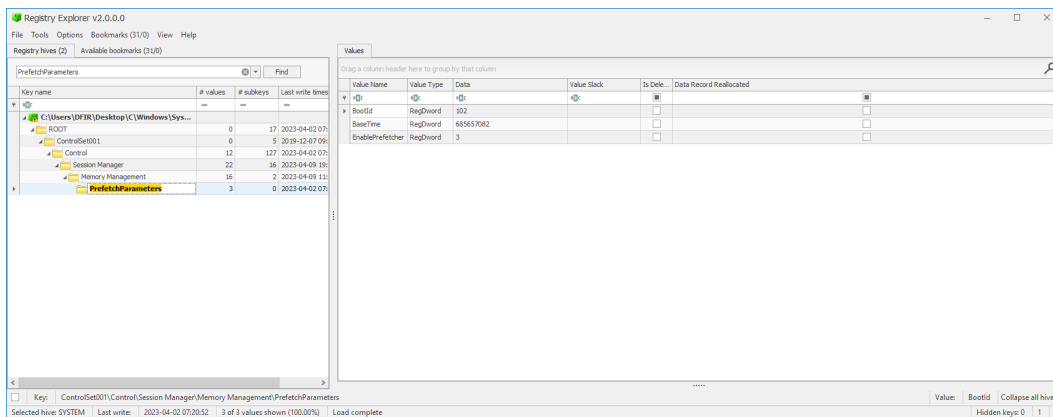 Registry Explorer v2.0.0.0
File Tools Options Bookmarks (31/0) View Help
Registry hives (2) Available bookmarks (31/0)
PrefetchParameters Find
Key name # values # subkeys Last write times
C:\Users\DFIR\Desktop\C\Windows\Sys...
ROOT 0 17 2023-04-02 07:
ControlSet001 0 5 2019-12-07 09:
Control 12 127 2023-04-02 07:
Session Manager 22 16 2023-04-09 19:
Memory Management 16 2 2023-04-09 11:
PrefetchParameters 3 0 2023-04-02 07:
Values
Drag a column header here to group by that column
Value Name Value Type Data Value Slack Is Dele... Data Record Reallocated
BootId RegDword 102
BaseTime RegDword 685657082
EnablePrefetcher RegDword 3
Key: ControlSet001\Control\Session Manager\Memory Management\PrefetchParameters
Value: BootId Collapse all hive
Selected hive: SYSTEM Last write: 2023-04-02 07:20:52 3 of 3 values shown (100.00%) Load complete
Hidden keys: 0 1